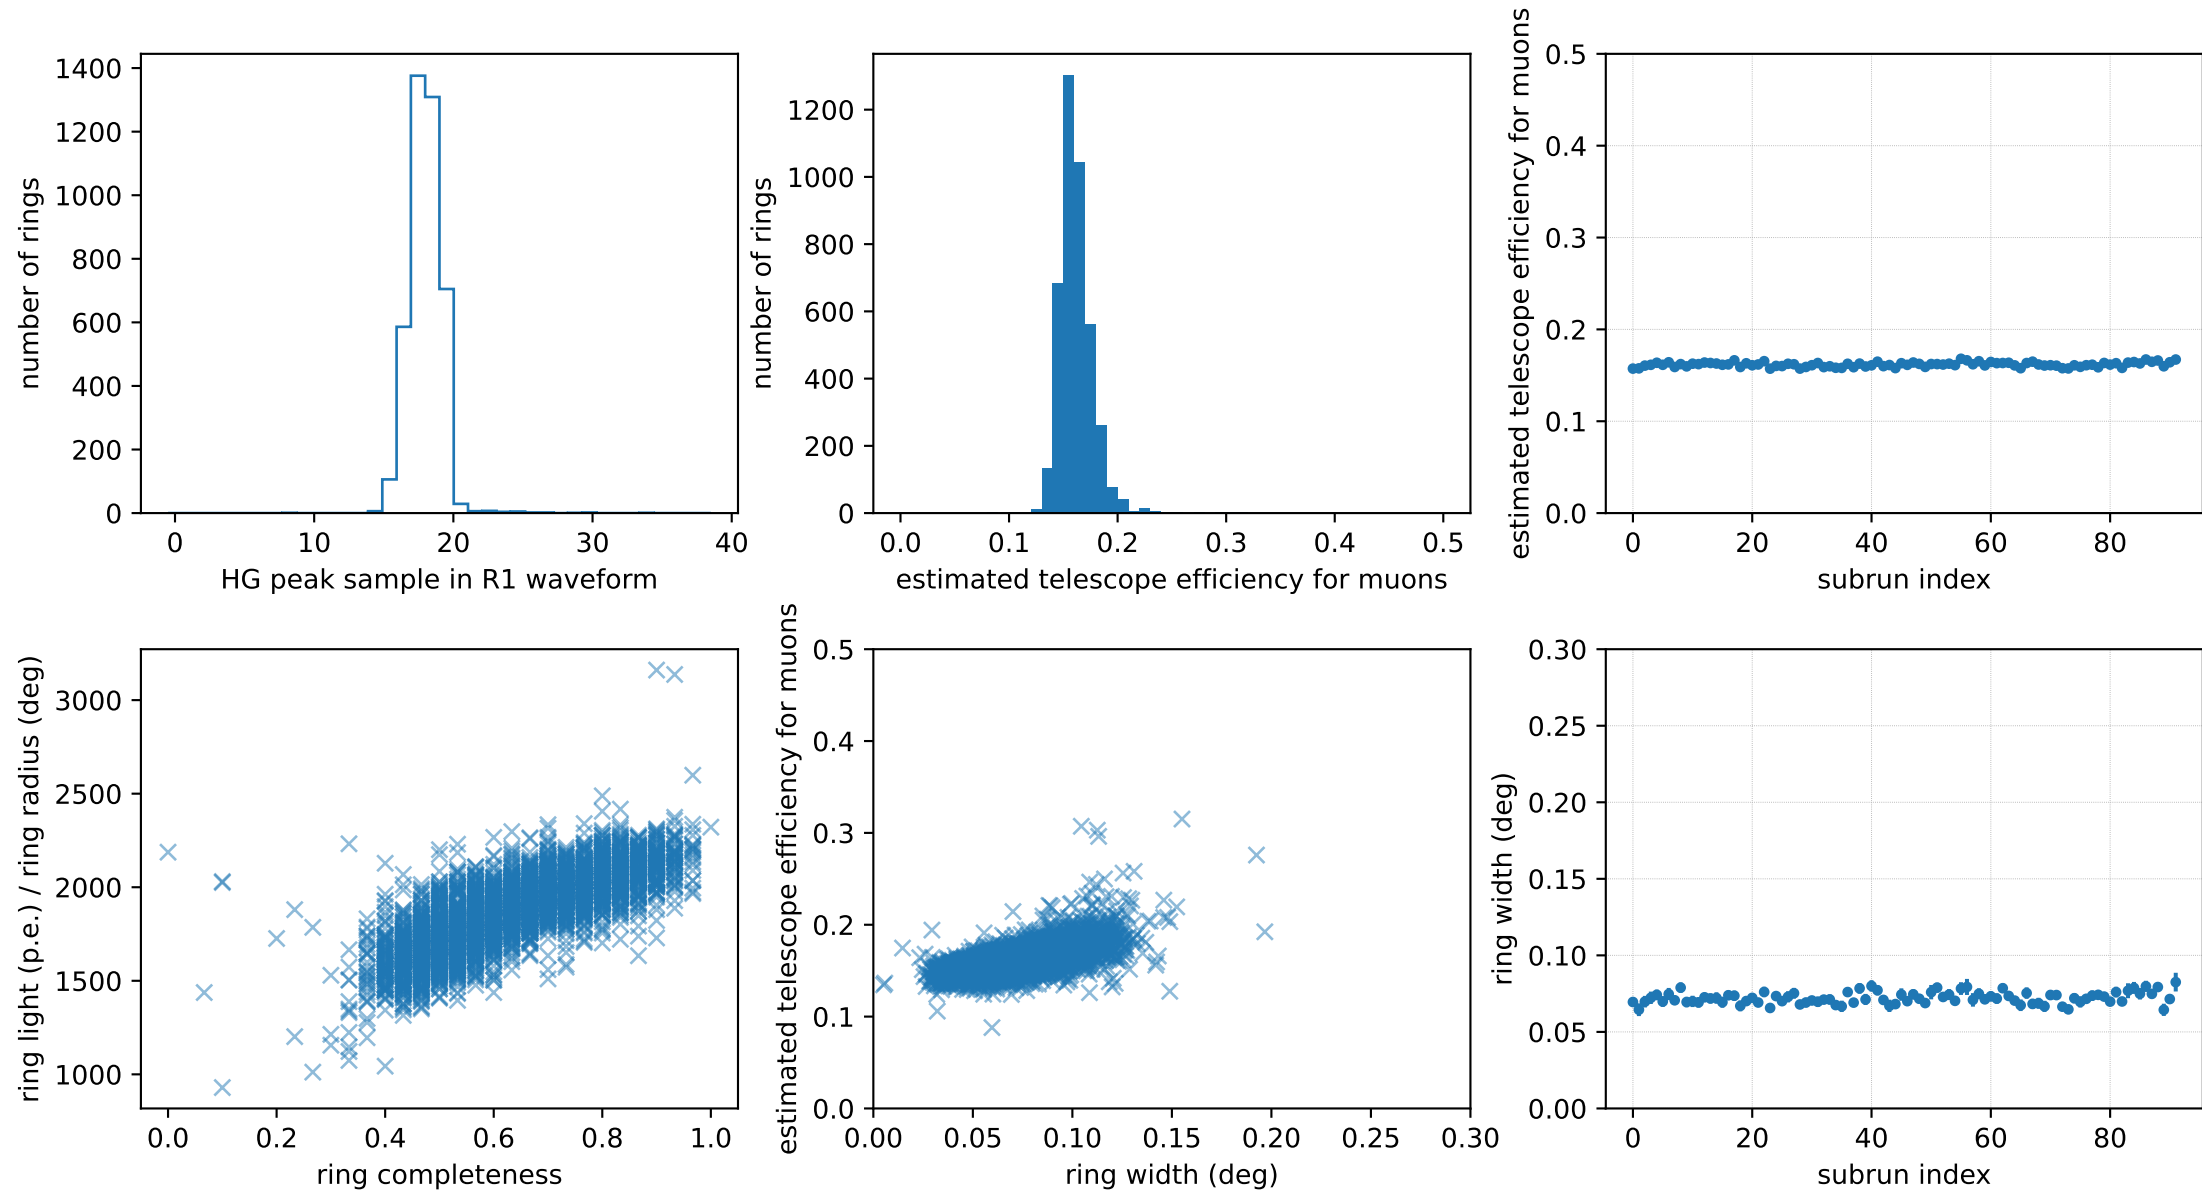 number of rings
1400
1200
1000
800
600
400
200
0
0 10 20 30 40
HG peak sample in R1 waveform
number of rings
1200
1000
800
600
400
200
0
0.0 0.1 0.2 0.3 0.4 0.5
estimated telescope efficiency for muons
estimated telescope efficiency for muons
0.5
0.4
0.3
0.2
0.1
0.0
0 20 40 60 80
subrun index
ring light (p.e.) / ring radius (deg)
3000
2500
2000
1500
1000
0.0 0.2 0.4 0.6 0.8 1.0
ring completeness
estimated telescope efficiency for muons
0.5
0.4
0.3
0.2
0.1
0.0
0.00 0.05 0.10 0.15 0.20 0.25 0.30
ring width (deg)
ring width (deg)
0.30
0.25
0.20
0.15
0.10
0.05
0.00
0 20 40 60 80
subrun index